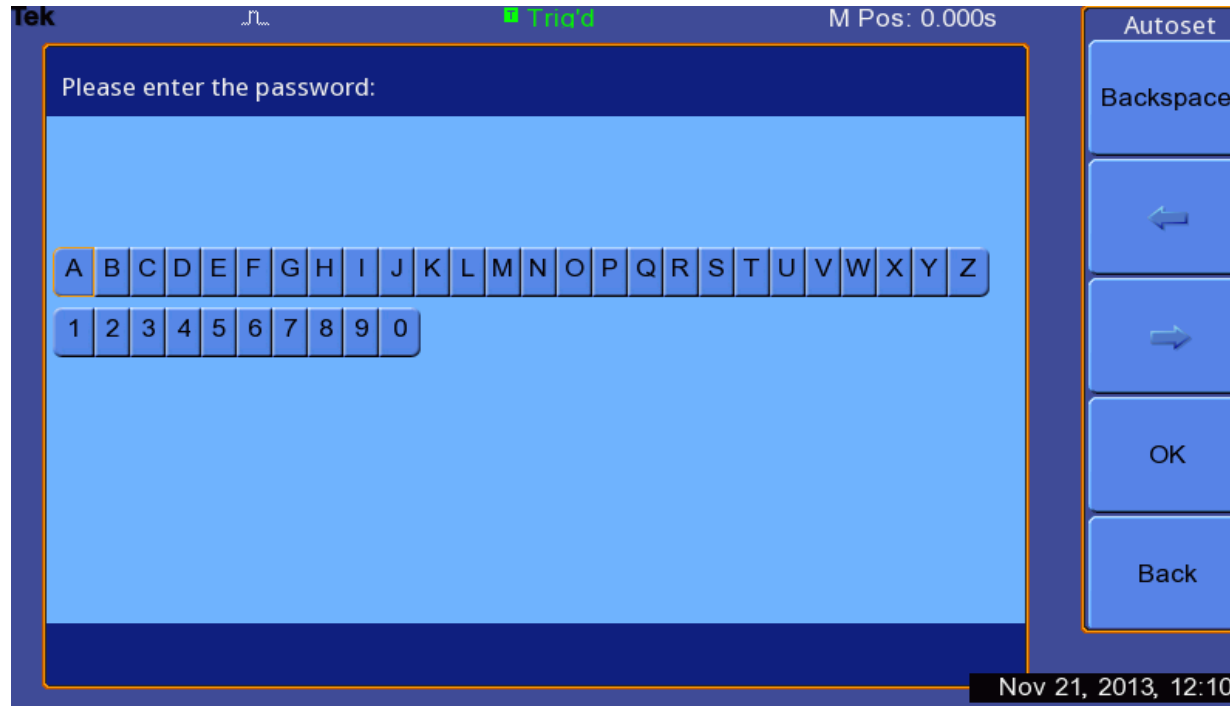 Tek T Trig'd M Pos: 0.000s
Autoset
Please enter the password:
Backspace
A B C D E F G H I J K L M N O P Q R S T U V W X Y Z
1 2 3 4 5 6 7 8 9 0
OK
Back
Nov 21, 2013, 12:10